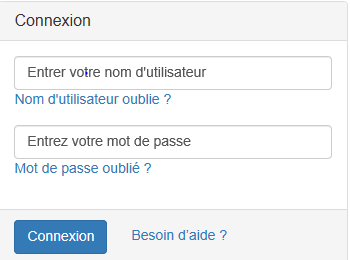 Connexion
Entrer votre nom d'utilisateur
Nom d'utilisateur oublie ?
Entrez votre mot de passe
Mot de passe oublié ?
Connexion Besoin d'aide ?